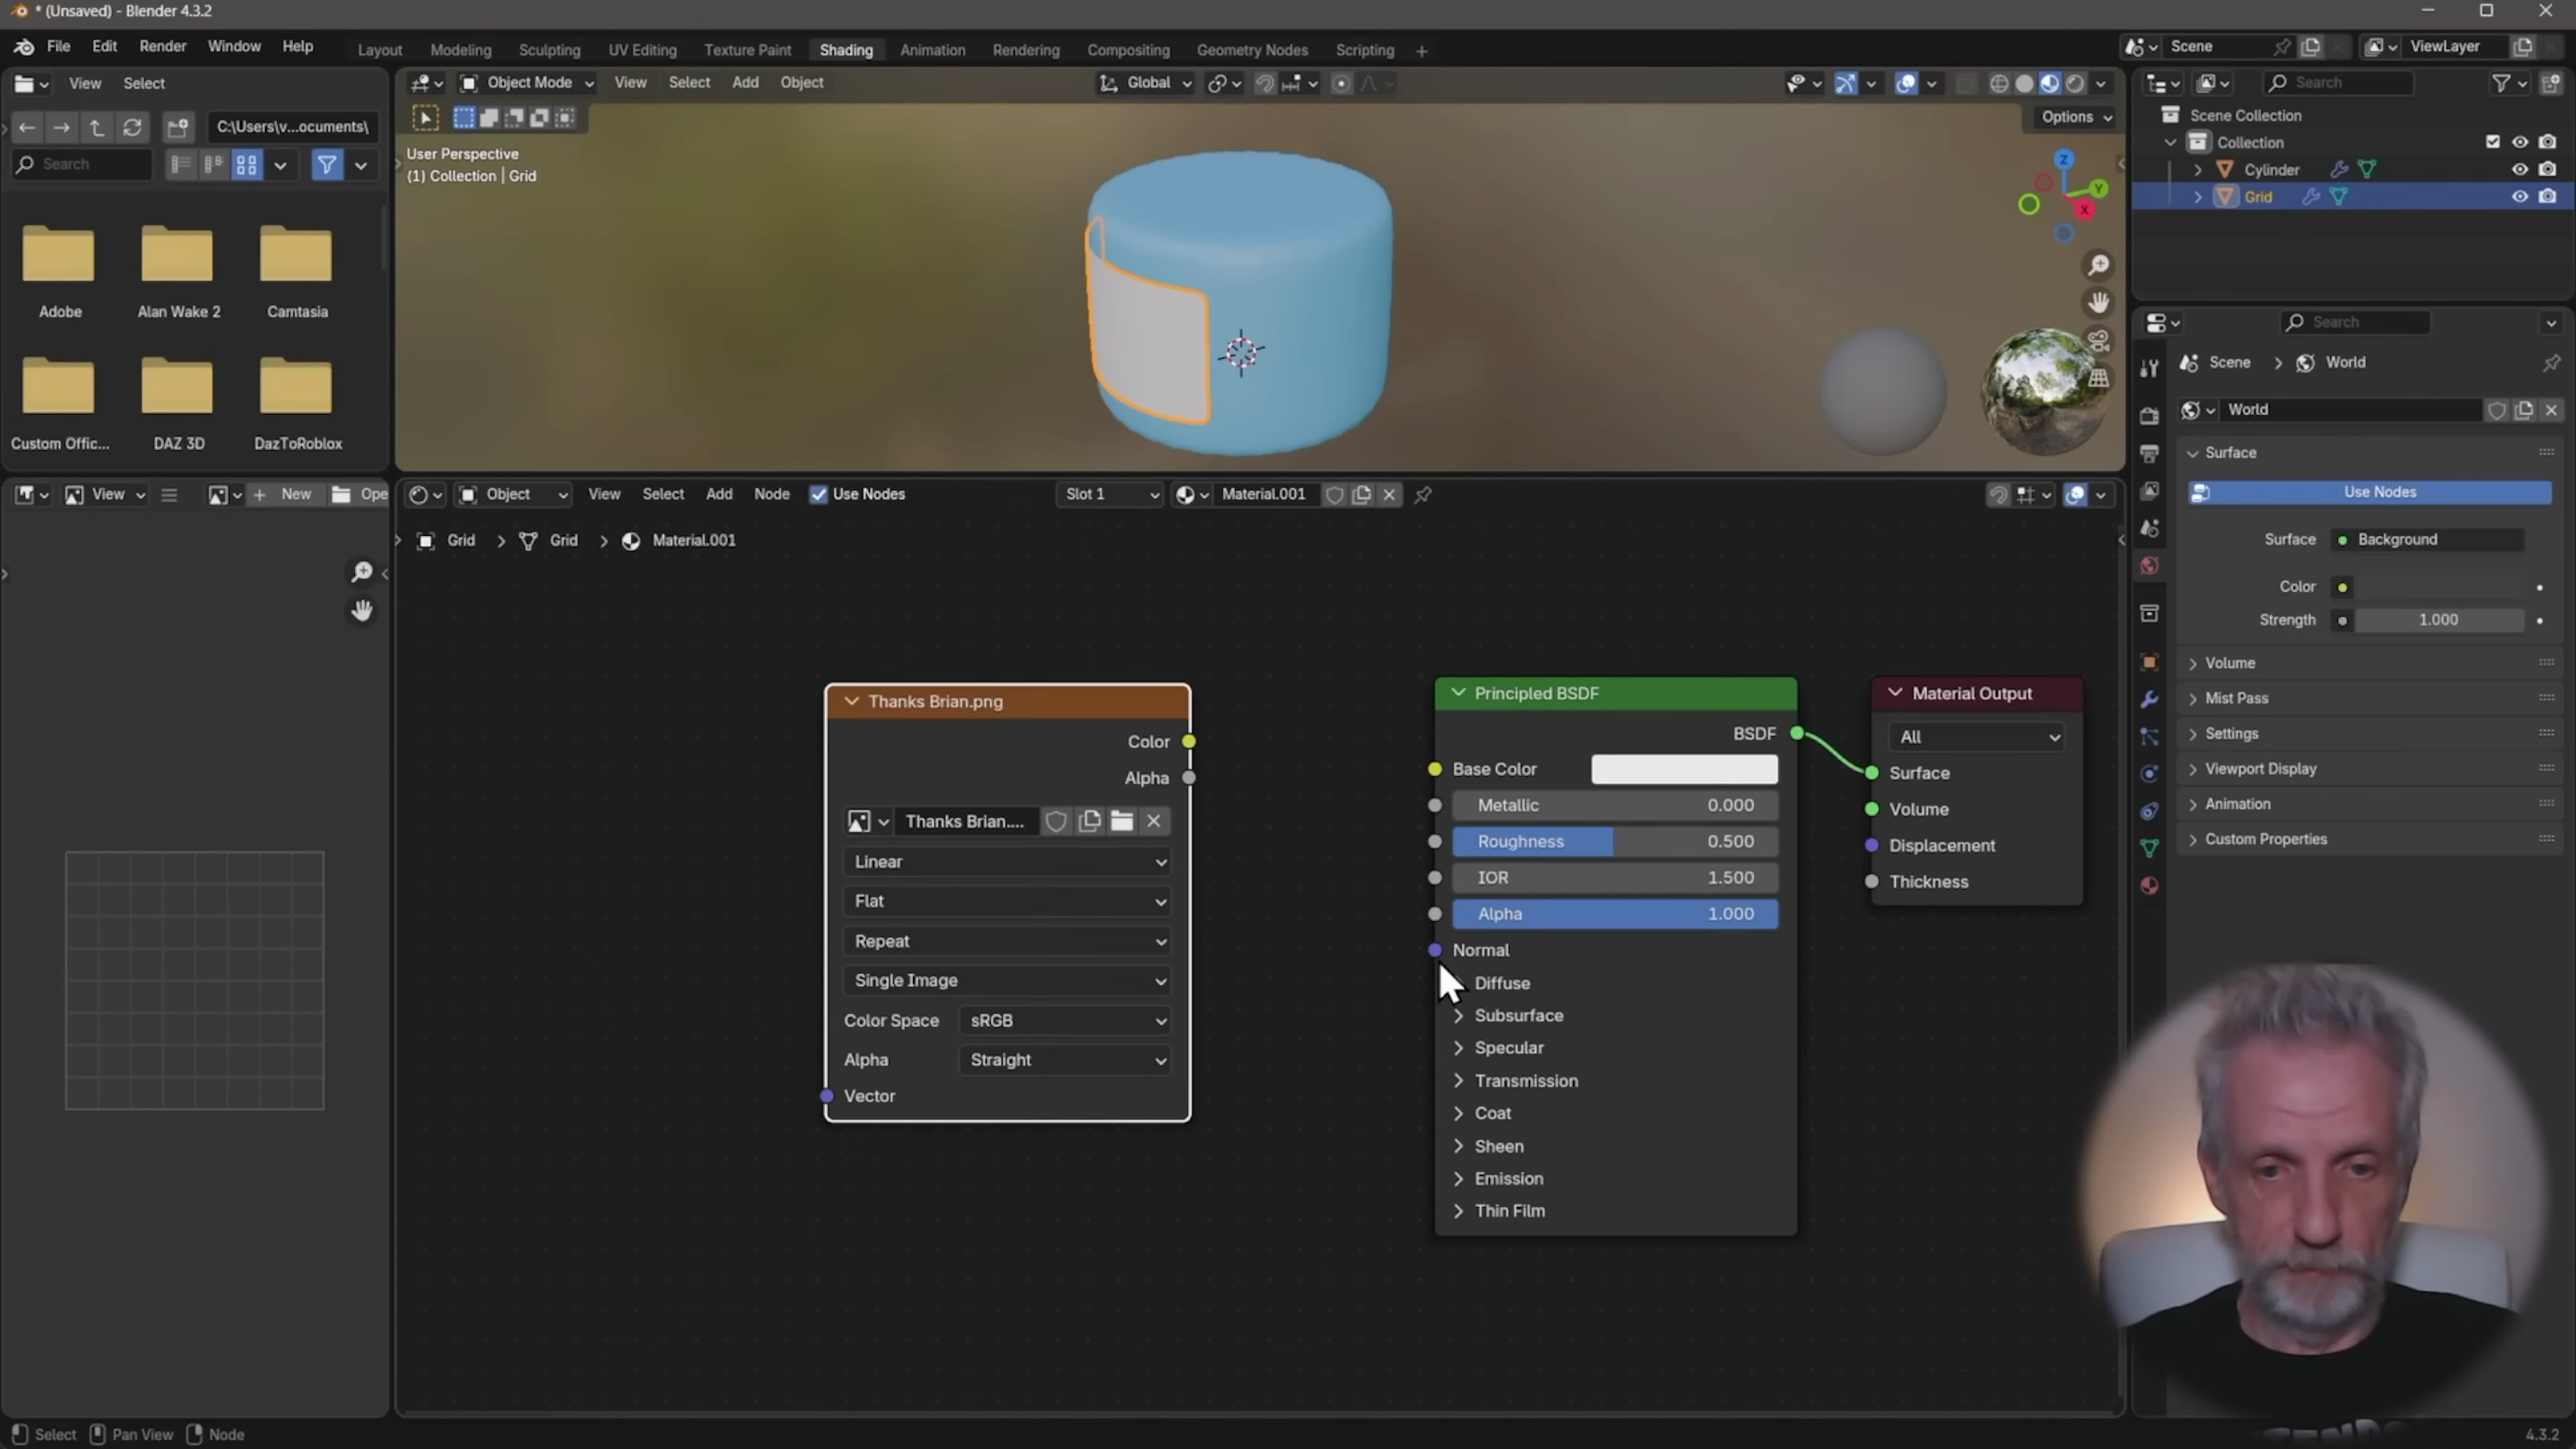 * (Unsaved) - Blender 4.3.2
File Edit Render Window Help
Layout Modeling Sculpting UV Editing Texture Paint Shading Animation Rendering Compositing Geometry Nodes Scripting +
Scene
ViewLayer
View Select
Object Mode View Select Add Object
Global
Search
C:\Users\v...ocuments\
Options
Search
User Perspective
(1) Collection | Grid
Scene Collection
Collection
Cylinder
Grid
Z
Y
X
Adobe
Alan Wake 2
Camtasia
Custom Offic...
DAZ 3D
DazToRoblox
Search
Scene > World
World
Surface
Use Nodes
Surface Background
Color
Strength 1.000
Volume
Mist Pass
Settings
Viewport Display
Animation
Custom Properties
View
+ New
Ope
Object View Select Add Node Use Nodes
Slot 1
Material.001
Grid > Grid > Material.001
Thanks Brian.png
Color
Alpha
Thanks Brian....
Linear
Flat
Repeat
Single Image
Color Space sRGB
Alpha Straight
Vector
Principled BSDF
BSDF
Base Color
Metallic 0.000
Roughness 0.500
IOR 1.500
Alpha 1.000
Normal
Diffuse
Subsurface
Specular
Transmission
Coat
Sheen
Emission
Thin Film
Material Output
All
Surface
Volume
Displacement
Thickness
Select Pan View Node
4.3.2